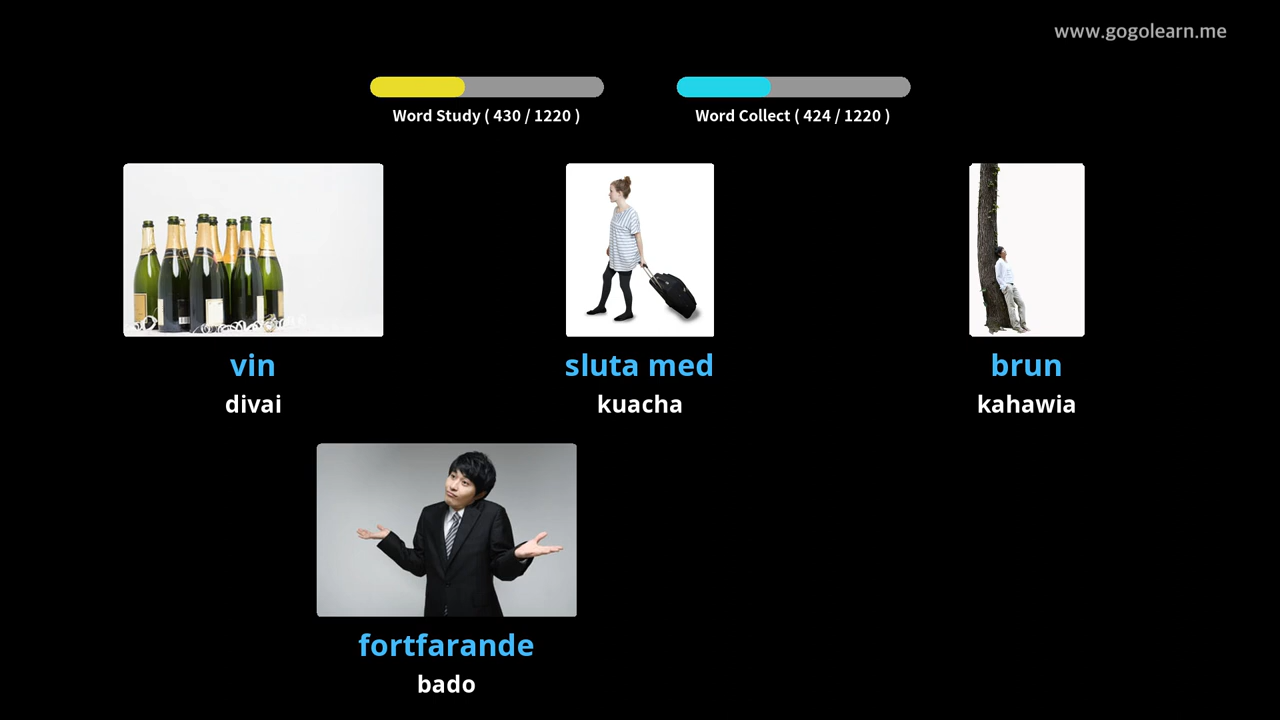 www.gogolearn.me
Word Study ( 430 / 1220 )
Word Collect ( 424 / 1220 )
vin
divai
sluta med
kuacha
brun
kahawia
fortfarande
bado